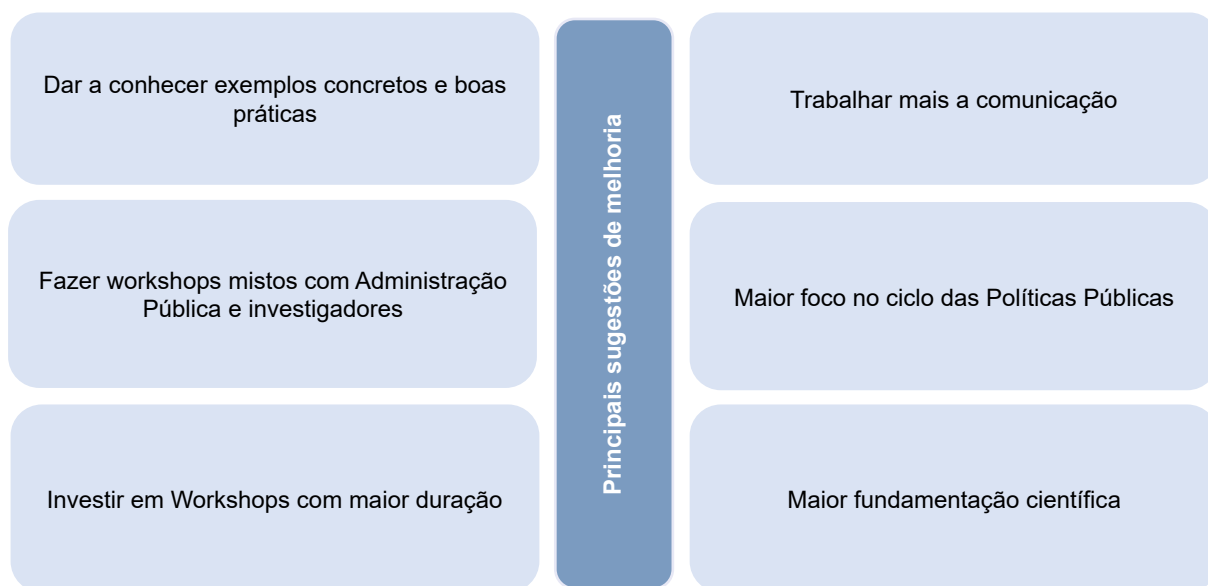 Dar a conhecer exemplos concretos e boas
práticas
Fazer workshops mistos com Administração
Pública e investigadores
Investir em Workshops com maior duração
Principais sugestões de melhoria
Trabalhar mais a comunicação
Maior foco no ciclo das Políticas Públicas
Maior fundamentação científica